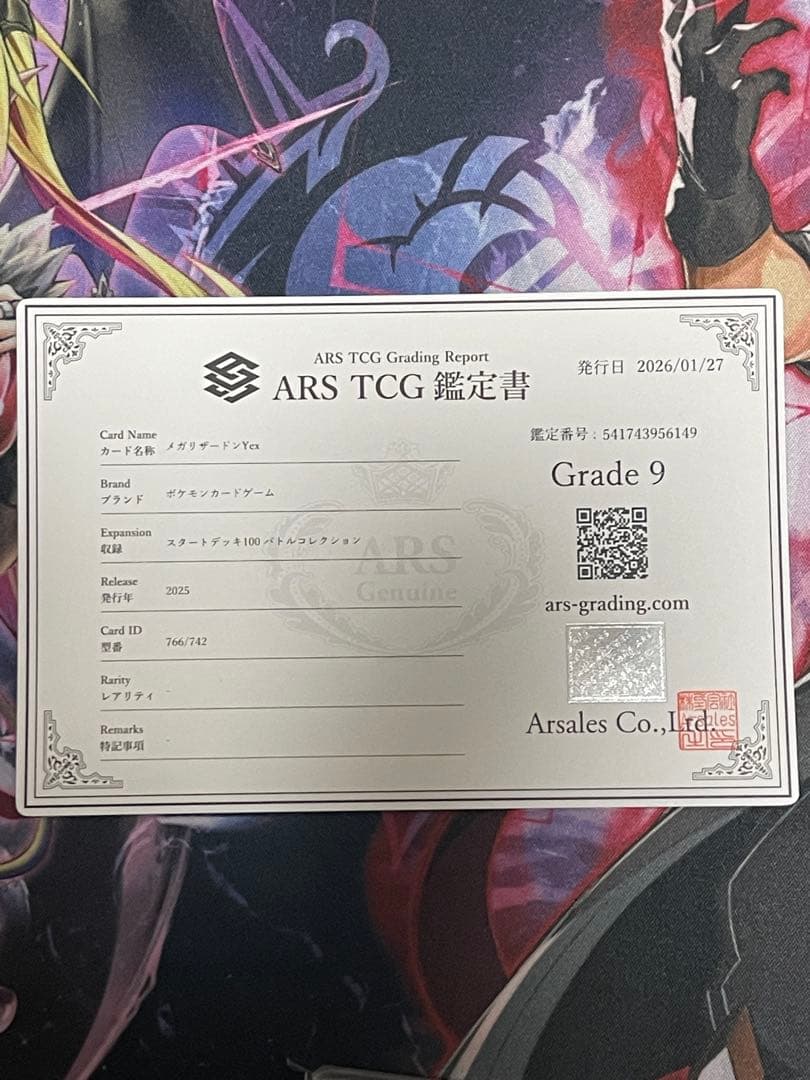 ARS TCG Grading Report
ARS TCG 鑑定書
発行日 2026/01/27
Card Name
カード名称 メガリザードンYex
Brand
ブランド ポケモンカードゲーム
Expansion
収録 スタートデッキ100 バトルコレクション
Release
発行年 2025
Card ID
型番 766/742
Rarity
レアリティ -
Remarks
特記事項 -
ARS
Genuine
鑑定番号：541743956149
Grade 9
ars-grading.com
Arsales Co.,Ltd.
Arsales